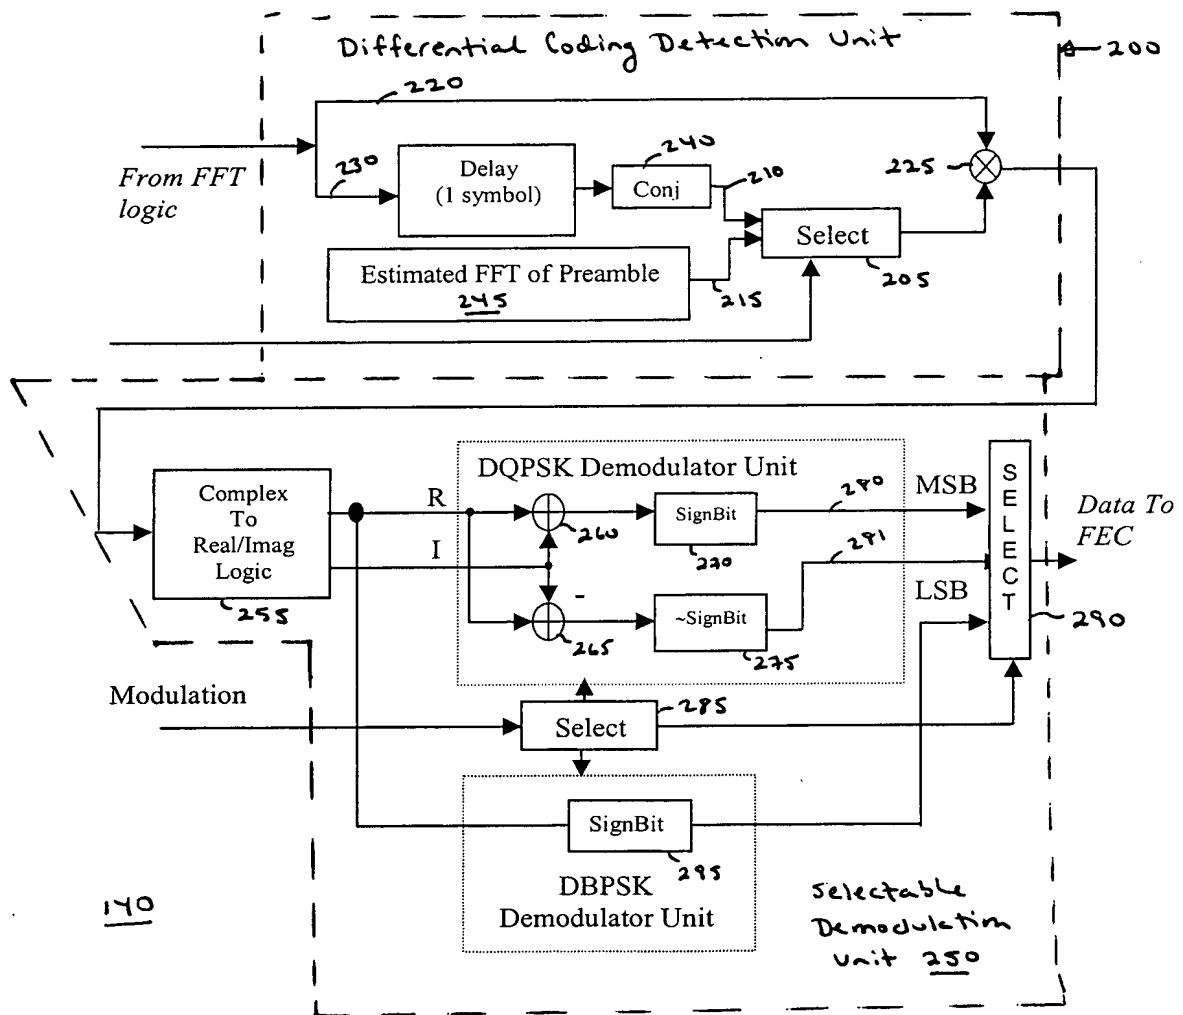 Differential Coding Detection Unit
200
220
From FFT
logic
230
Delay
(1 symbol)
240
Conj
210
225
Select
205
Estimated FFT of Preamble
245
215
Complex
To
Real/Imag
Logic
255
R
I
DQPSK Demodulator Unit
260
SignBit
270
280
MSB
-
265
~SignBit
275
281
LSB
SELECT
290
Data To
FEC
Modulation
Select
285
SignBit
295
DBPSK
Demodulator Unit
140
Selectable
Demodulation
Unit 250